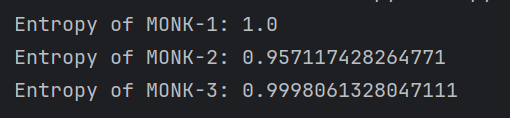 Entropy of MONK-1: 1.0
Entropy of MONK-2: 0.957117428264771
Entropy of MONK-3: 0.9998061328047111